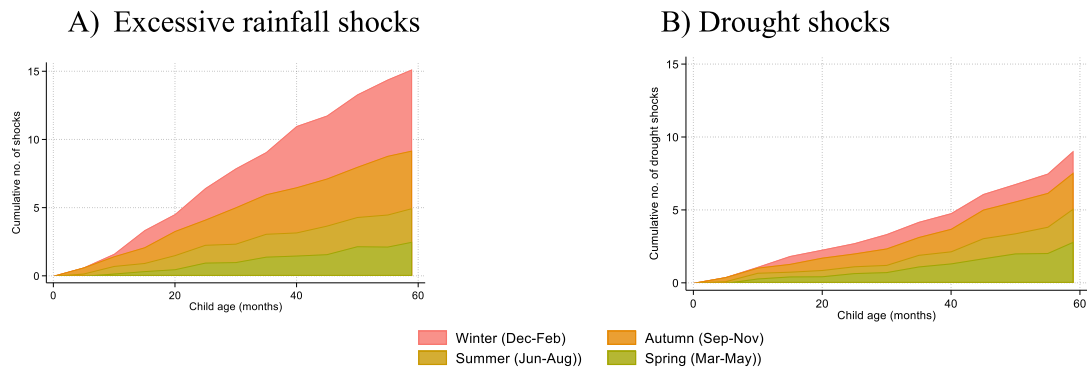 A) Excessive rainfall shocks
B) Drought shocks
Cumulative no. of shocks
15
10
5
0
0
20
40
60
Child age (months)
Cumulative no. of drought shocks
15
10
5
0
0
20
40
60
Child age (months)
Winter (Dec-Feb)
Autumn (Sep-Nov)
Summer (Jun-Aug))
Spring (Mar-May))